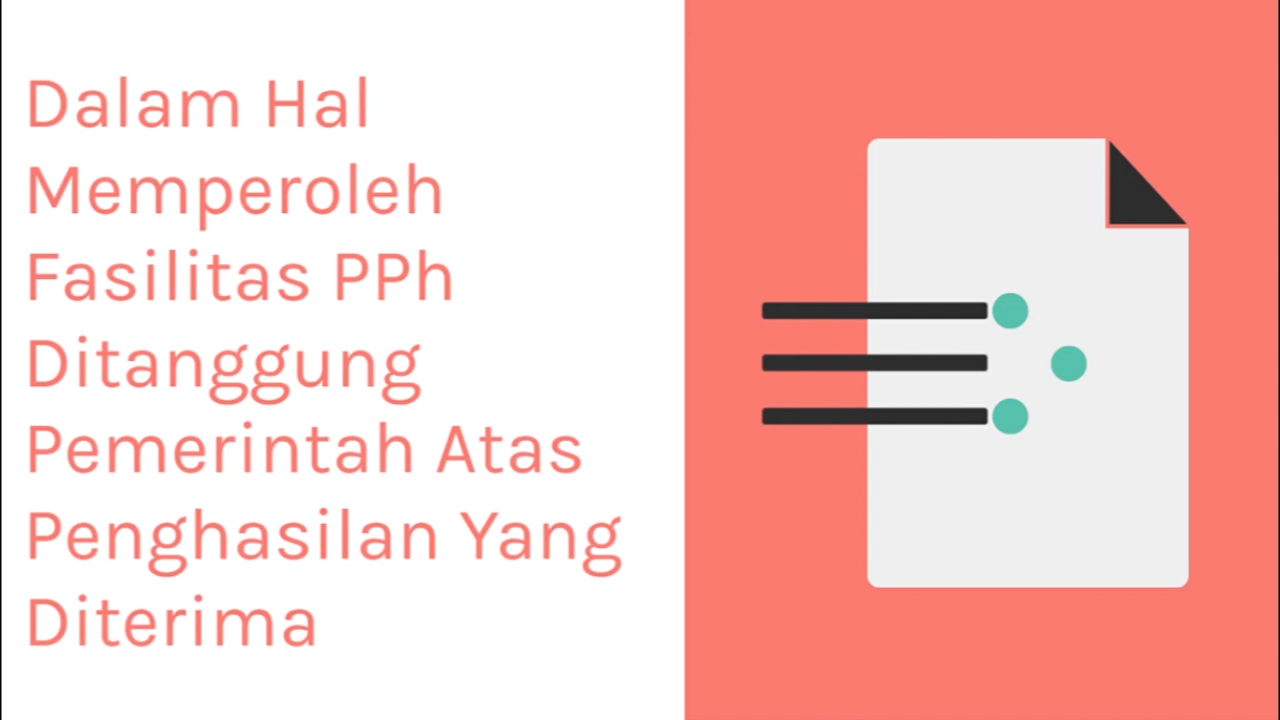 Dalam Hal
Memperoleh
Fasilitas PPh
Ditanggung
Pemerintah Atas
Penghasilan Yang
Diterima